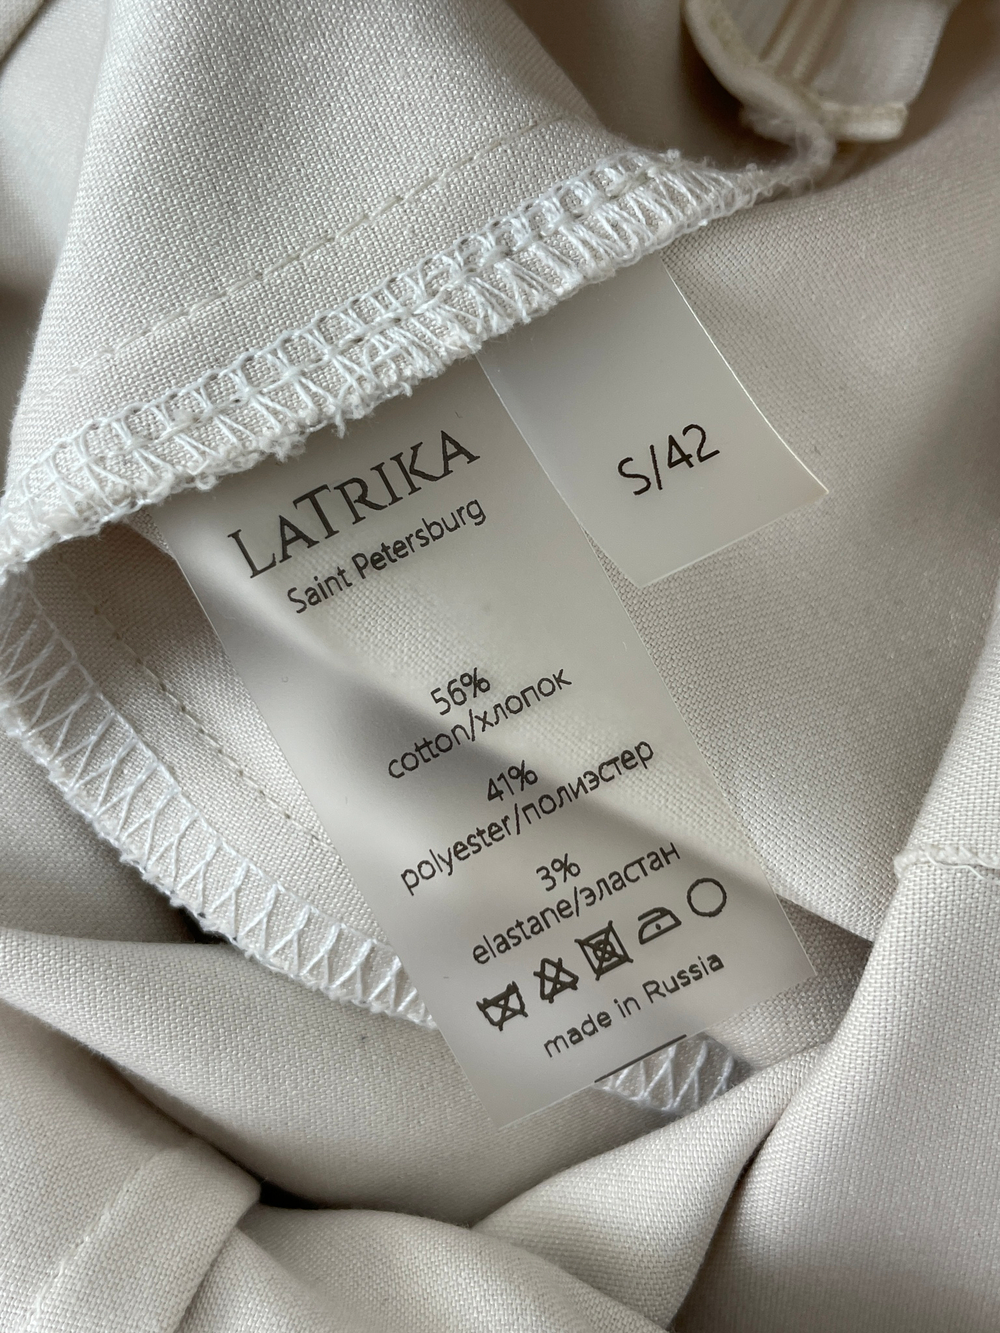 LATRIKA
Saint Petersburg
56%
cotton/хлопок
41%
polyester/полиэстер
3%
elastane/эластан
made in Russia
S/42